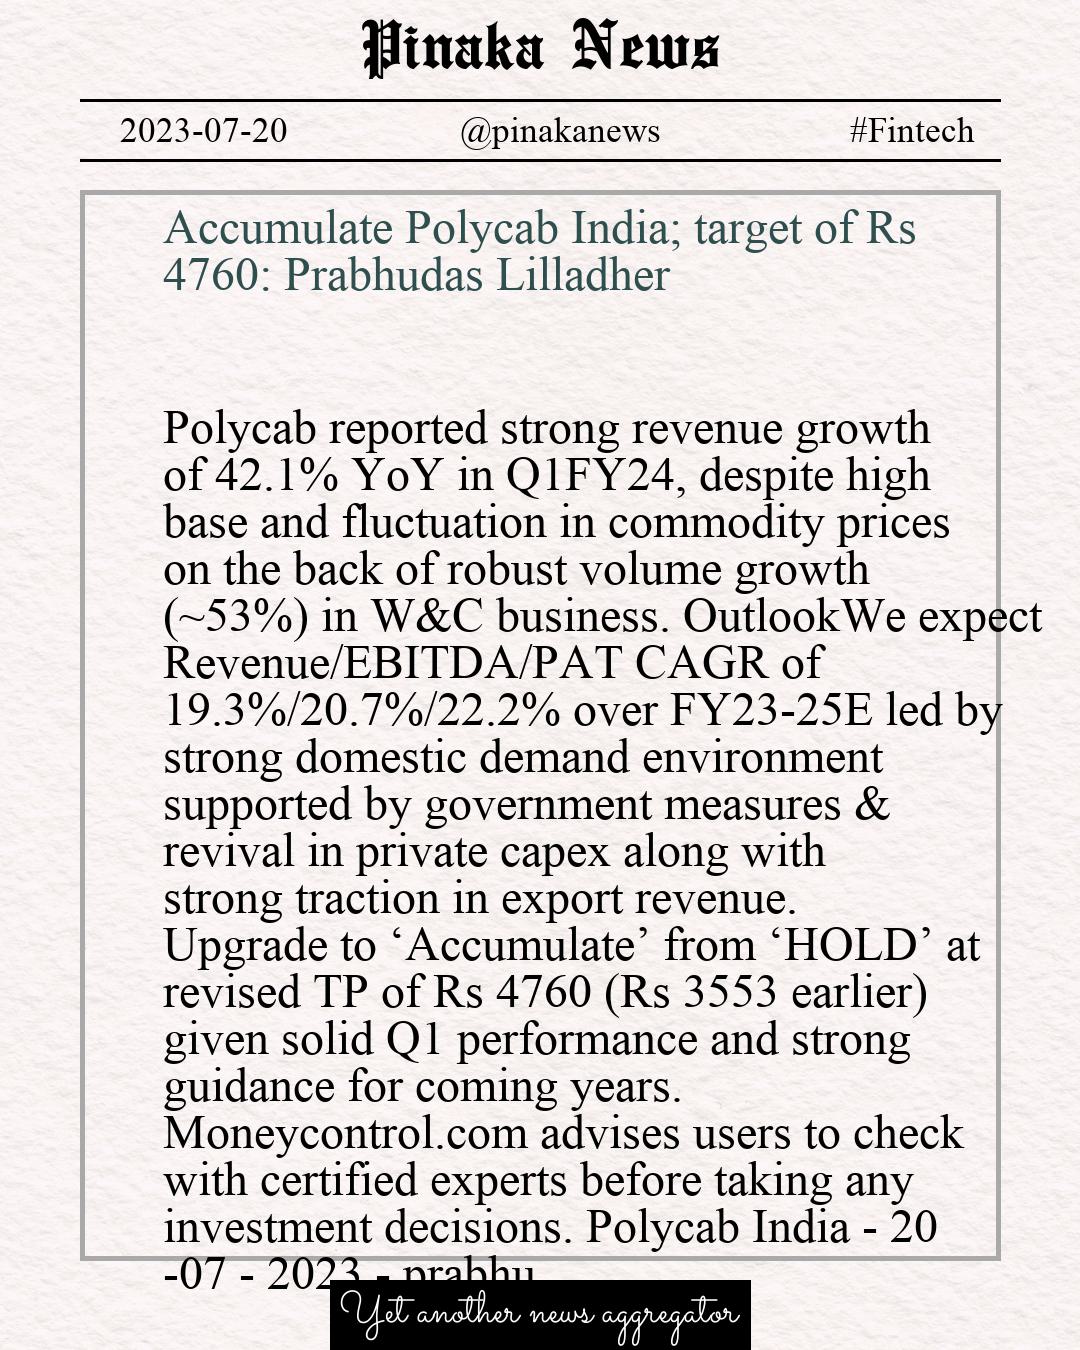 Pinaka News
2023-07-20 @pinakanews #Fintech
Accumulate Polycab India; target of Rs
4760: Prabhudas Lilladher
Polycab reported strong revenue growth
of 42.1% YoY in Q1FY24, despite high
base and fluctuation in commodity prices
on the back of robust volume growth
(~53%) in W&C business. OutlookWe expect
Revenue/EBITDA/PAT CAGR of
19.3%/20.7%/22.2% over FY23-25E led by
strong domestic demand environment
supported by government measures &
revival in private capex along with
strong traction in export revenue.
Upgrade to ‘Accumulate’ from ‘HOLD’ at
revised TP of Rs 4760 (Rs 3553 earlier)
given solid Q1 performance and strong
guidance for coming years.
Moneycontrol.com advises users to check
with certified experts before taking any
investment decisions. Polycab India - 20
-07 - 2023 - prabhu
Yet another news aggregator